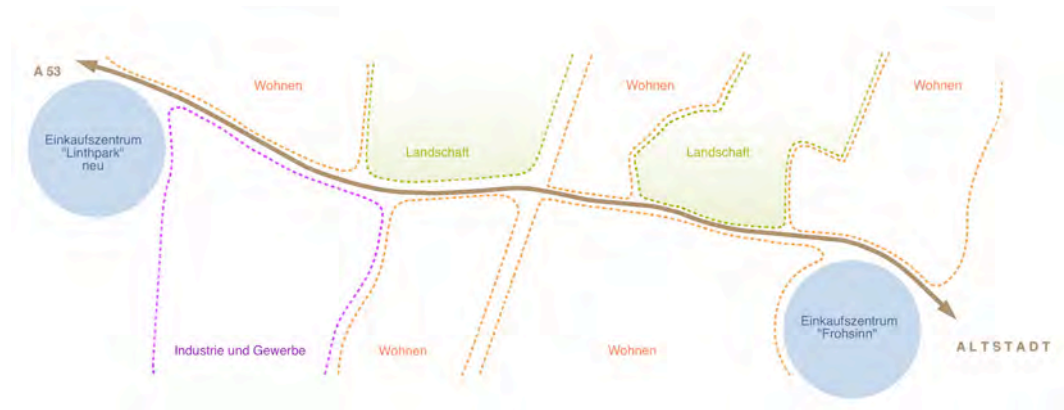 A 53
Wohnen
Wohnen
Wohnen
Einkaufszentrum
"Linthpark"
neu
Landschaft
Landschaft
Einkaufszentrum
"Frohsinn"
Industrie und Gewerbe
Wohnen
Wohnen
ALTSTADT